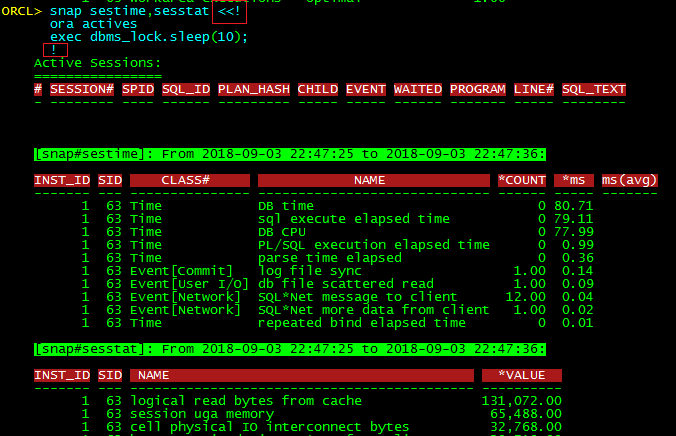 ORCL> snap sestime,sesstat <<!
ora actives
exec dbms_lock.sleep(10);
!
Active Sessions:
================
# SESSION# SPID SQL_ID PLAN_HASH CHILD EVENT WAITED PROGRAM LINE# SQL_TEXT
- -------- ---- ------ --------- ----- ----- ------ ------- ----- --------
[snap#sestime]: From 2018-09-03 22:47:25 to 2018-09-03 22:47:36:
INST_ID SID CLASS# NAME *COUNT *ms ms(avg)
1 63 Time DB time 0 80.71
1 63 Time sql execute elapsed time 0 79.11
1 63 Time DB CPU 0 77.99
1 63 Time PL/SQL execution elapsed time 0 0.99
1 63 Time parse time elapsed 0 0.36
1 63 Event[Commit] log file sync 1.00 0.14
1 63 Event[User I/O] db file scattered read 1.00 0.09
1 63 Event[Network] SQL*Net message to client 12.00 0.04
1 63 Event[Network] SQL*Net more data from client 1.00 0.02
1 63 Time repeated bind elapsed time 0 0.01
[snap#sesstat]: From 2018-09-03 22:47:25 to 2018-09-03 22:47:36:
INST_ID SID NAME *VALUE
1 63 logical read bytes from cache 131,072.00
1 63 session uga memory 65,488.00
1 63 cell physical IO interconnect bytes 32,768.00